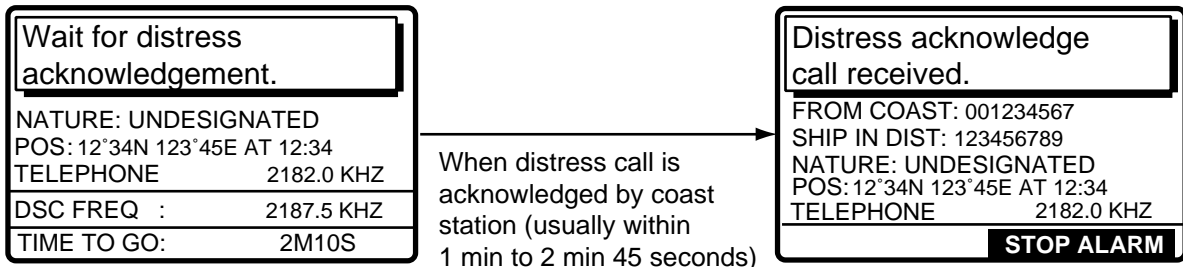 Wait for distress
acknowledgement.
NATURE: UNDESIGNATED
POS: 12˚34N 123˚45E AT 12:34
TELEPHONE 2182.0 KHZ
DSC FREQ : 2187.5 KHZ
TIME TO GO: 2M10S
When distress call is
acknowledged by coast
station (usually within
1 min to 2 min 45 seconds)
Distress acknowledge
call received.
FROM COAST: 001234567
SHIP IN DIST: 123456789
NATURE: UNDESIGNATED
POS: 12˚34N 123˚45E AT 12:34
TELEPHONE 2182.0 KHZ
STOP ALARM